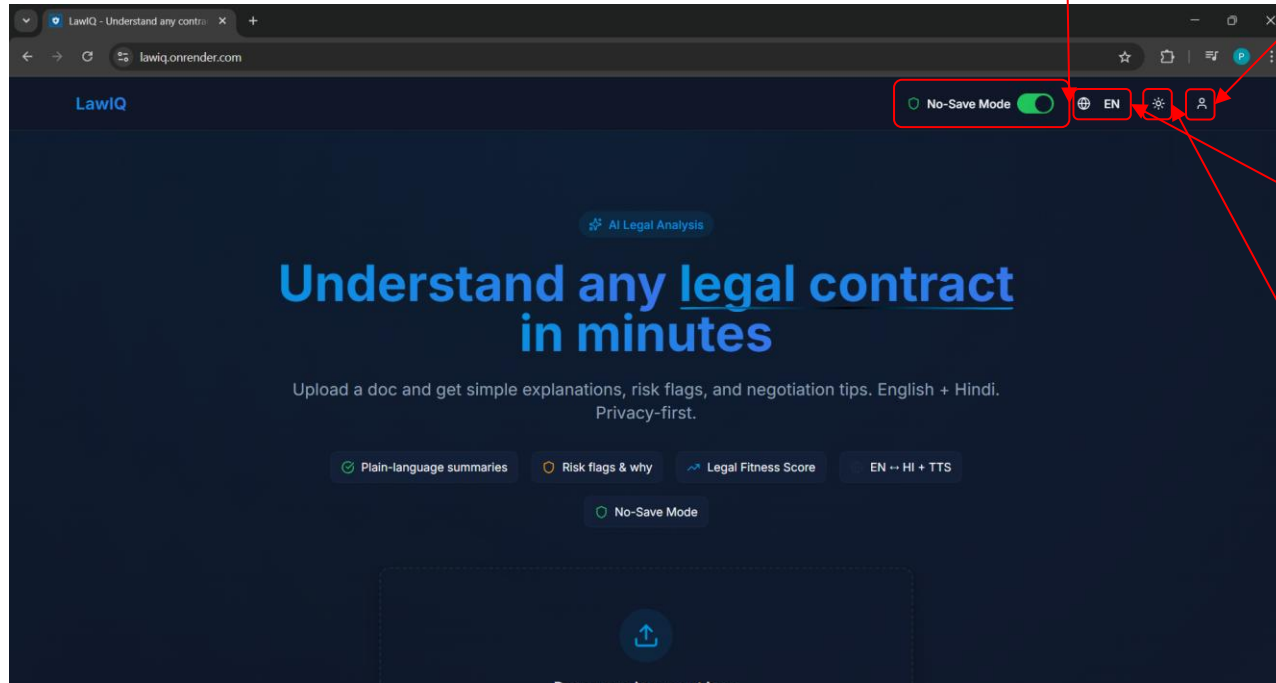 LawIQ - Understand any contra
lawiq.onrender.com
P
LawIQ
No-Save Mode
EN
AI Legal Analysis
Understand any legal contract
in minutes
Upload a doc and get simple explanations, risk flags, and negotiation tips. English + Hindi.
Privacy-first.
Plain-language summaries
Risk flags & why
Legal Fitness Score
EN ↔ HI + TTS
No-Save Mode